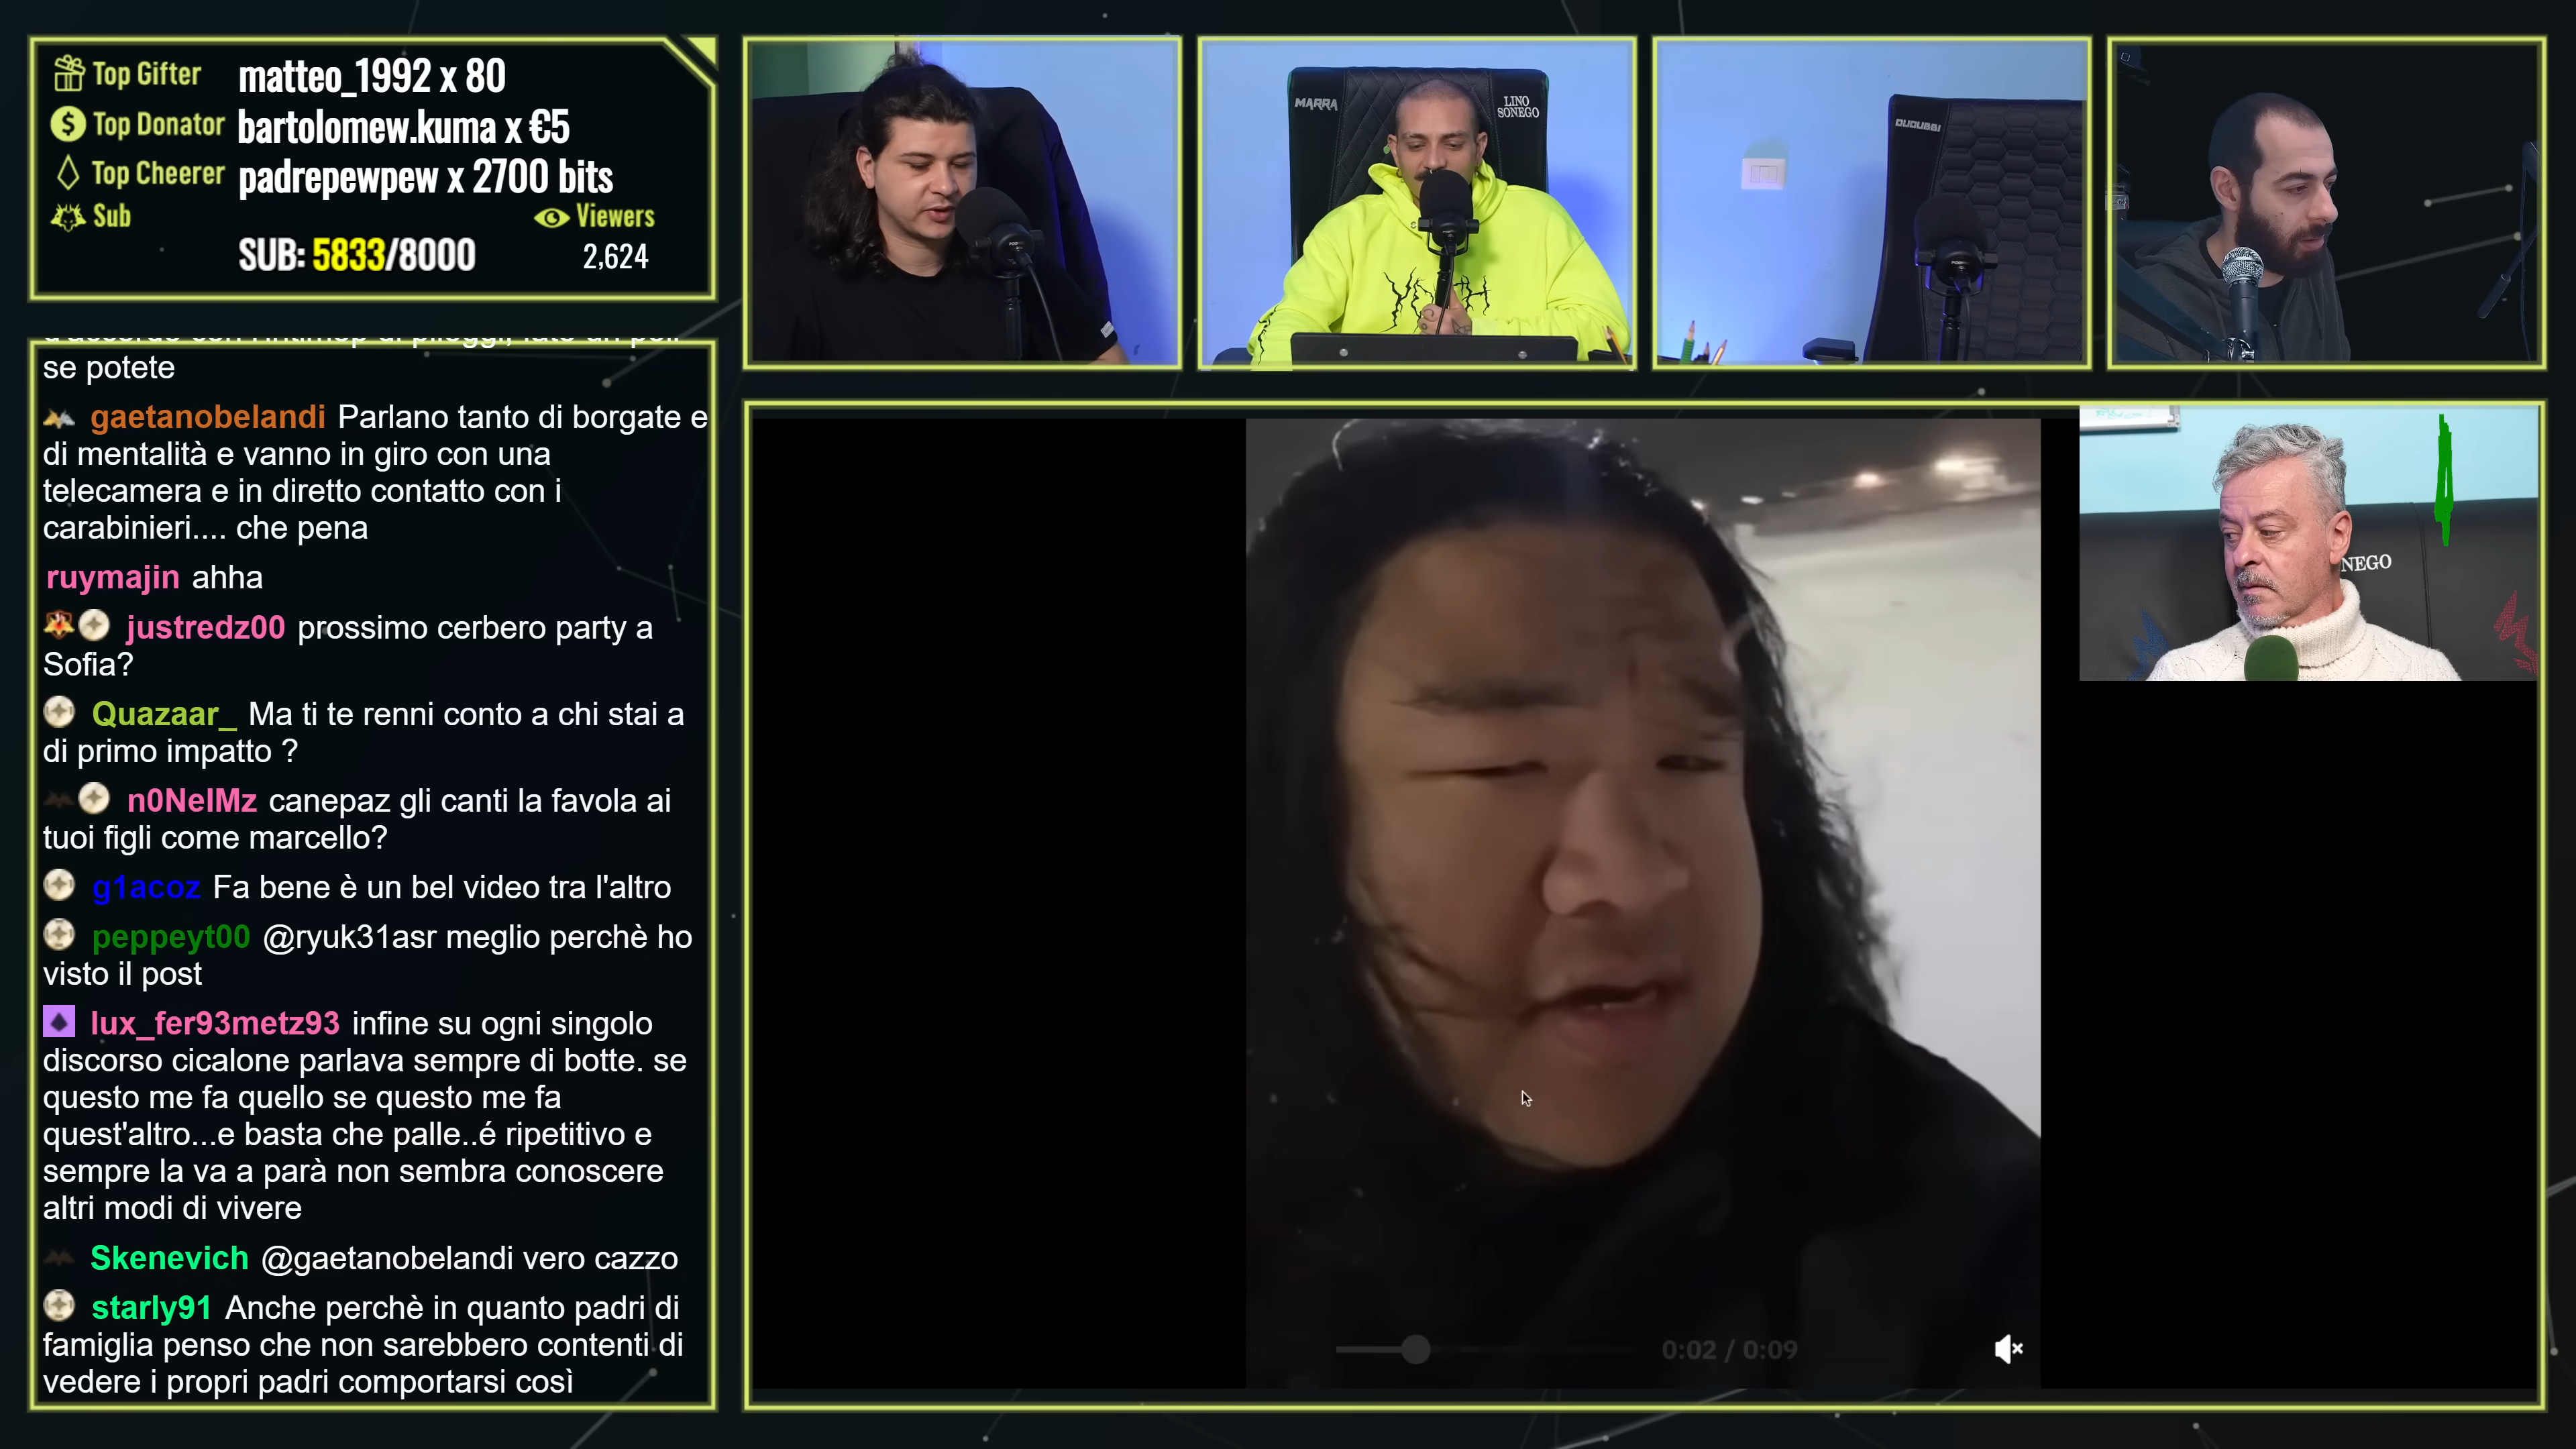 Top Gifter matteo_1992 x 80
Top Donator bartolomew.kuma x €5
Top Cheerer padrepewpew x 2700 bits
Sub Viewers
SUB: 5833/8000 2,624
MARRA
LINO
SONEGO
DUDUBBI
se potete
gaetanobelandi Parlano tanto di borgate e
di mentalità e vanno in giro con una
telecamera e in diretto contatto con i
carabinieri.... che pena
ruymajin ahha
justredz00 prossimo cerbero party a
Sofia?
Quazaar_ Ma ti te renni conto a chi stai a
di primo impatto ?
n0NeIMz canepaz gli canti la favola ai
tuoi figli come marcello?
g1acoz Fa bene è un bel video tra l'altro
peppeyt00 @ryuk31asr meglio perchè ho
visto il post
lux_fer93metz93 infine su ogni singolo
discorso cicalone parlava sempre di botte. se
questo me fa quello se questo me fa
quest'altro...e basta che palle..é ripetitivo e
sempre la va a parà non sembra conoscere
altri modi di vivere
Skenevich @gaetanobelandi vero cazzo
starly91 Anche perchè in quanto padri di
famiglia penso che non sarebbero contenti di
vedere i propri padri comportarsi così
NEGO
0:02 / 0:09